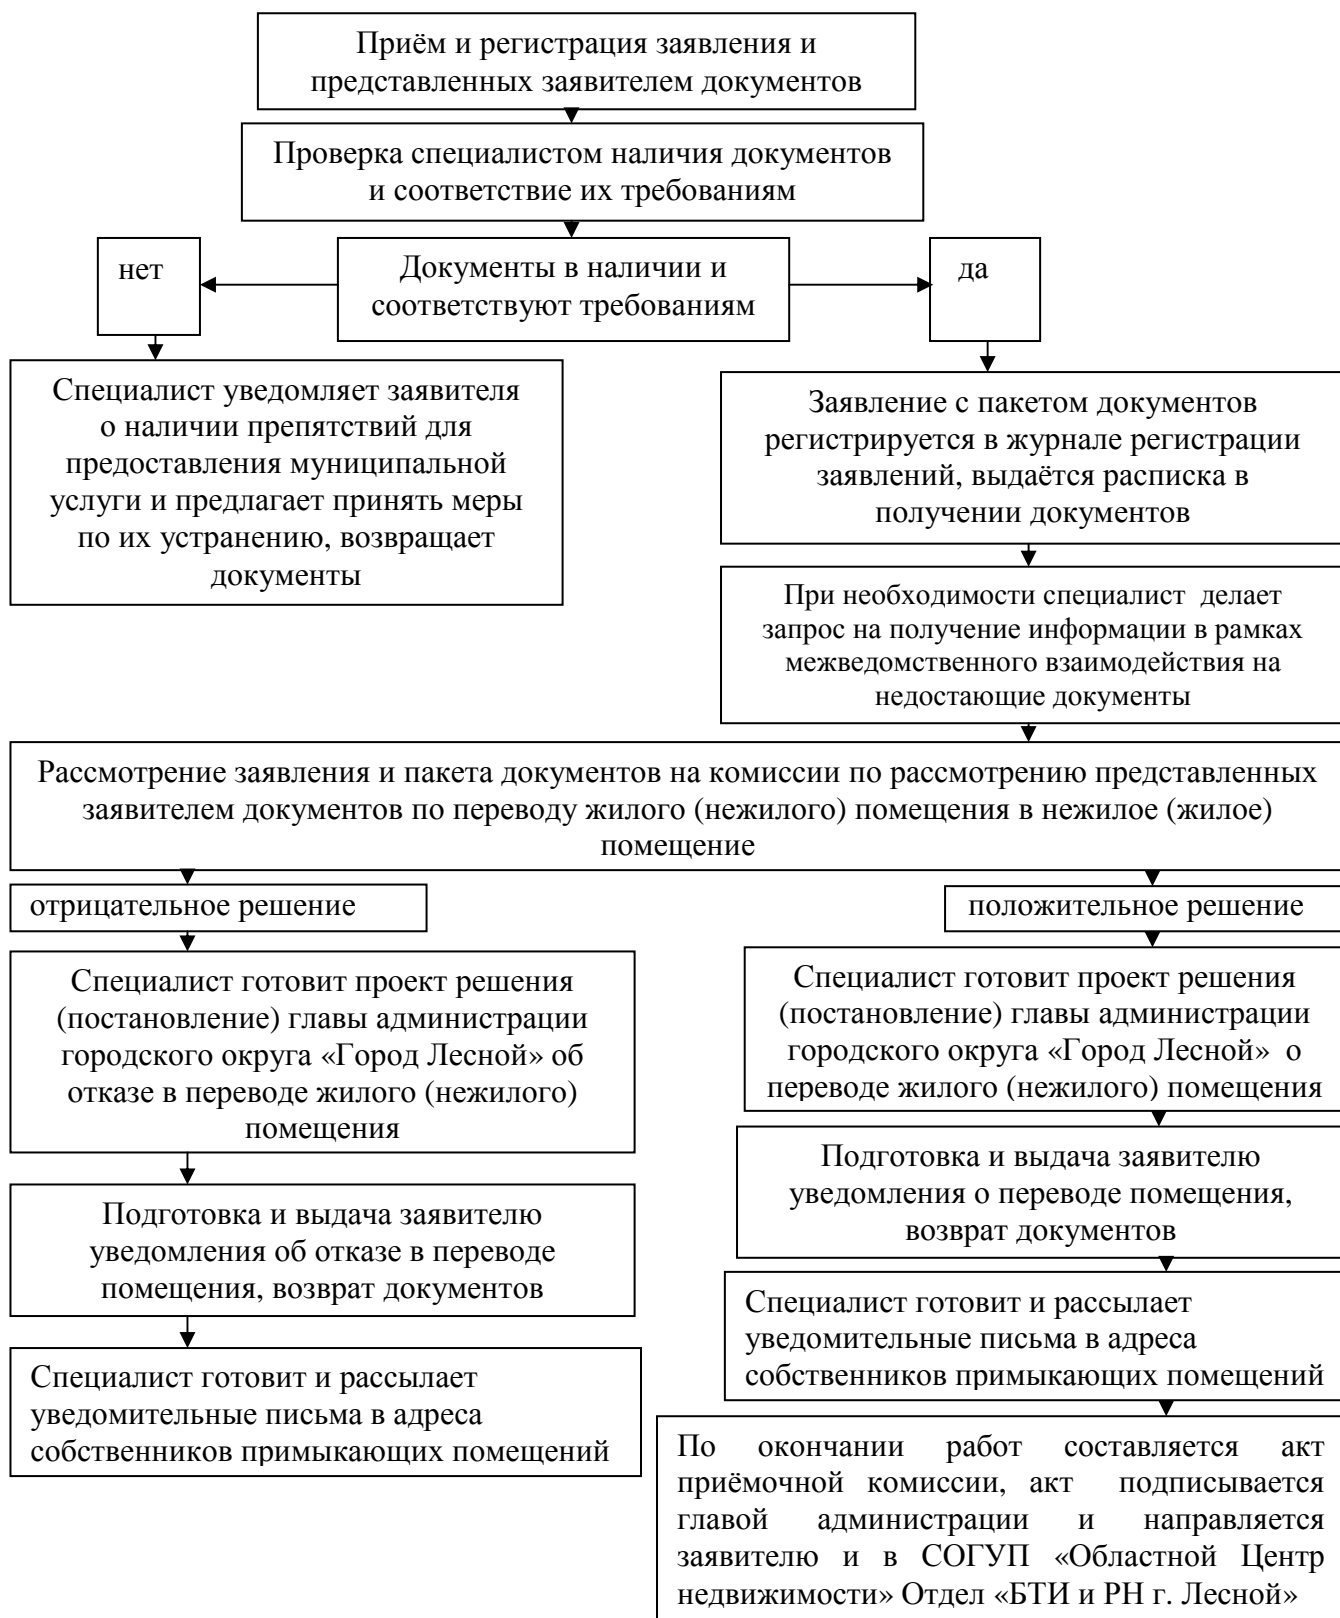 Приём и регистрация заявления и
представленных заявителем документов
Проверка специалистом наличия документов
и соответствие их требованиям
нет
Документы в наличии и
соответствуют требованиям
да
Специалист уведомляет заявителя
о наличии препятствий для
предоставления муниципальной
услуги и предлагает принять меры
по их устранению, возвращает
документы
Заявление с пакетом документов
регистрируется в журнале регистрации
заявлений, выдаётся расписка в
получении документов
При необходимости специалист делает
запрос на получение информации в рамках
межведомственного взаимодействия на
недостающие документы
Рассмотрение заявления и пакета документов на комиссии по рассмотрению представленных
заявителем документов по переводу жилого (нежилого) помещения в нежилое (жилое)
помещение
отрицательное решение
положительное решение
Специалист готовит проект решения
(постановление) главы администрации
городского округа «Город Лесной» об
отказе в переводе жилого (нежилого)
помещения
Специалист готовит проект решения
(постановление) главы администрации
городского округа «Город Лесной» о
переводе жилого (нежилого) помещения
Подготовка и выдача заявителю
уведомления об отказе в переводе
помещения, возврат документов
Подготовка и выдача заявителю
уведомления о переводе помещения,
возврат документов
Специалист готовит и рассылает
уведомительные письма в адреса
собственников примыкающих помещений
Специалист готовит и рассылает
уведомительные письма в адреса
собственников примыкающих помещений
По окончании работ составляется акт
приёмочной комиссии, акт подписывается
главой администрации и направляется
заявителю и в СОГУП «Областной Центр
недвижимости» Отдел «БТИ и РН г. Лесной»